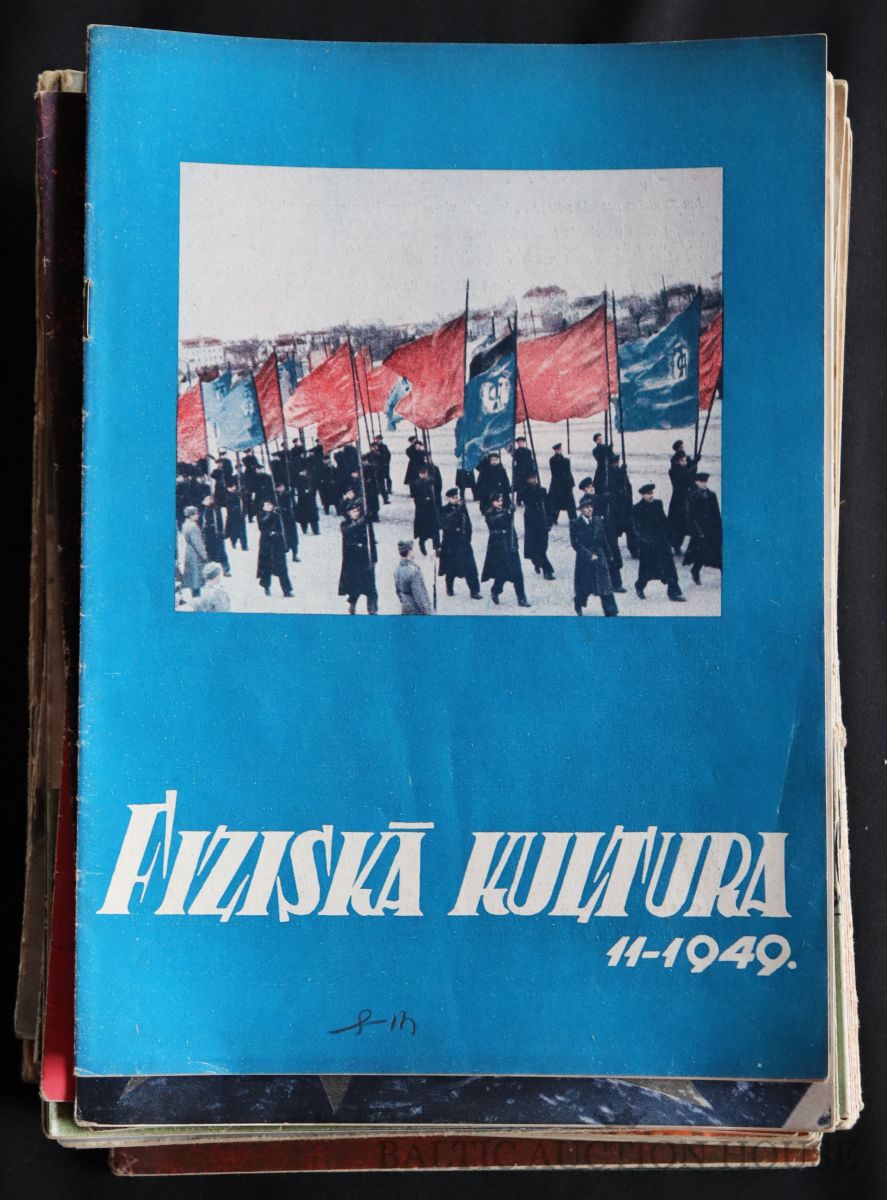 FIZISKĀ KULTURA
11-1949.
BALTIC AUCTION HOUSE